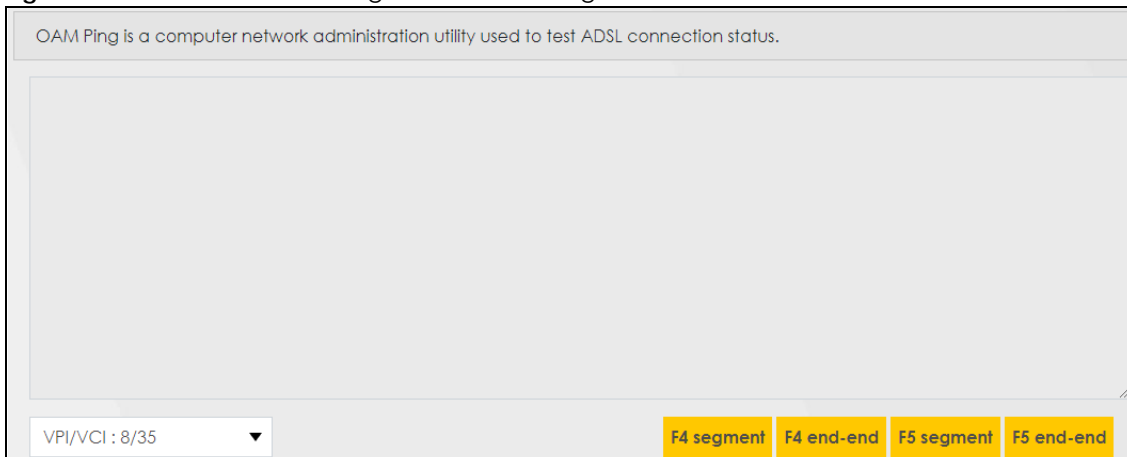 OAM Ping is a computer network administration utility used to test ADSL connection status.
VPI/VCI : 8/35
F4 segment F4 end-end F5 segment F5 end-end